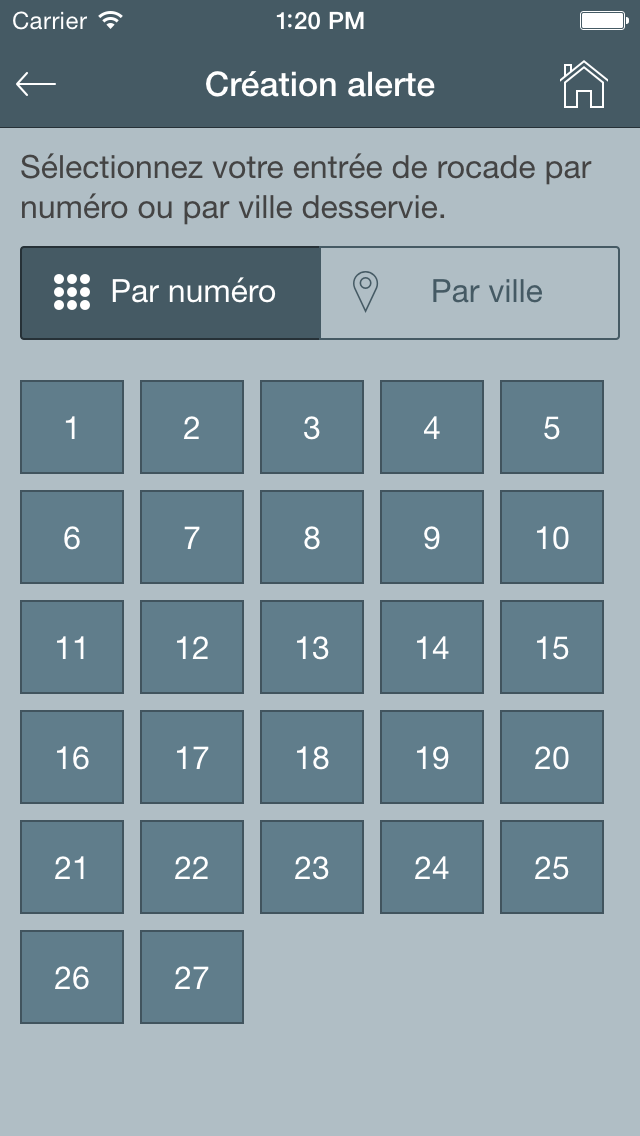 Carrier 1:20 PM
Création alerte
Sélectionnez votre entrée de rocade par
numéro ou par ville desservie.
Par numéro Par ville
1 2 3 4 5
6 7 8 9 10
11 12 13 14 15
16 17 18 19 20
21 22 23 24 25
26 27